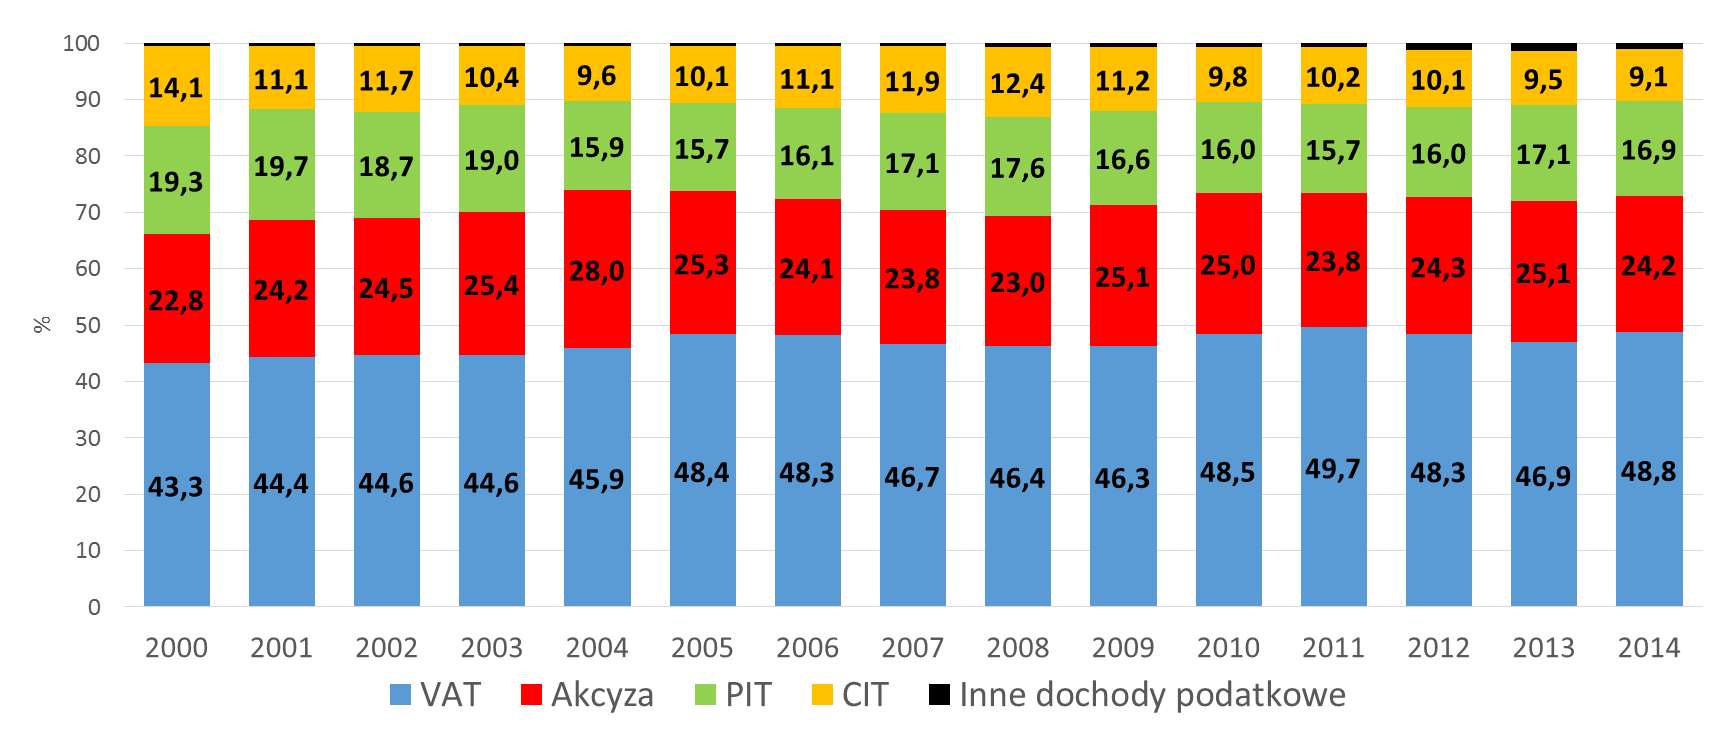 100
90
80
70
60
50
40
30
20
10
0
%
14,1 11,1 11,7 10,4 9,6 10,1 11,1 11,9 12,4 11,2 9,8 10,2 10,1 9,5 9,1
19,3 19,7 18,7 19,0 15,9 15,7 16,1 17,1 17,6 16,6 16,0 15,7 16,0 17,1 16,9
22,8 24,2 24,5 25,4 28,0 25,3 24,1 23,8 23,0 25,1 25,0 23,8 24,3 25,1 24,2
43,3 44,4 44,6 44,6 45,9 48,4 48,3 46,7 46,4 46,3 48,5 49,7 48,3 46,9 48,8
2000 2001 2002 2003 2004 2005 2006 2007 2008 2009 2010 2011 2012 2013 2014
VAT Akcyza PIT CIT Inne dochody podatkowe